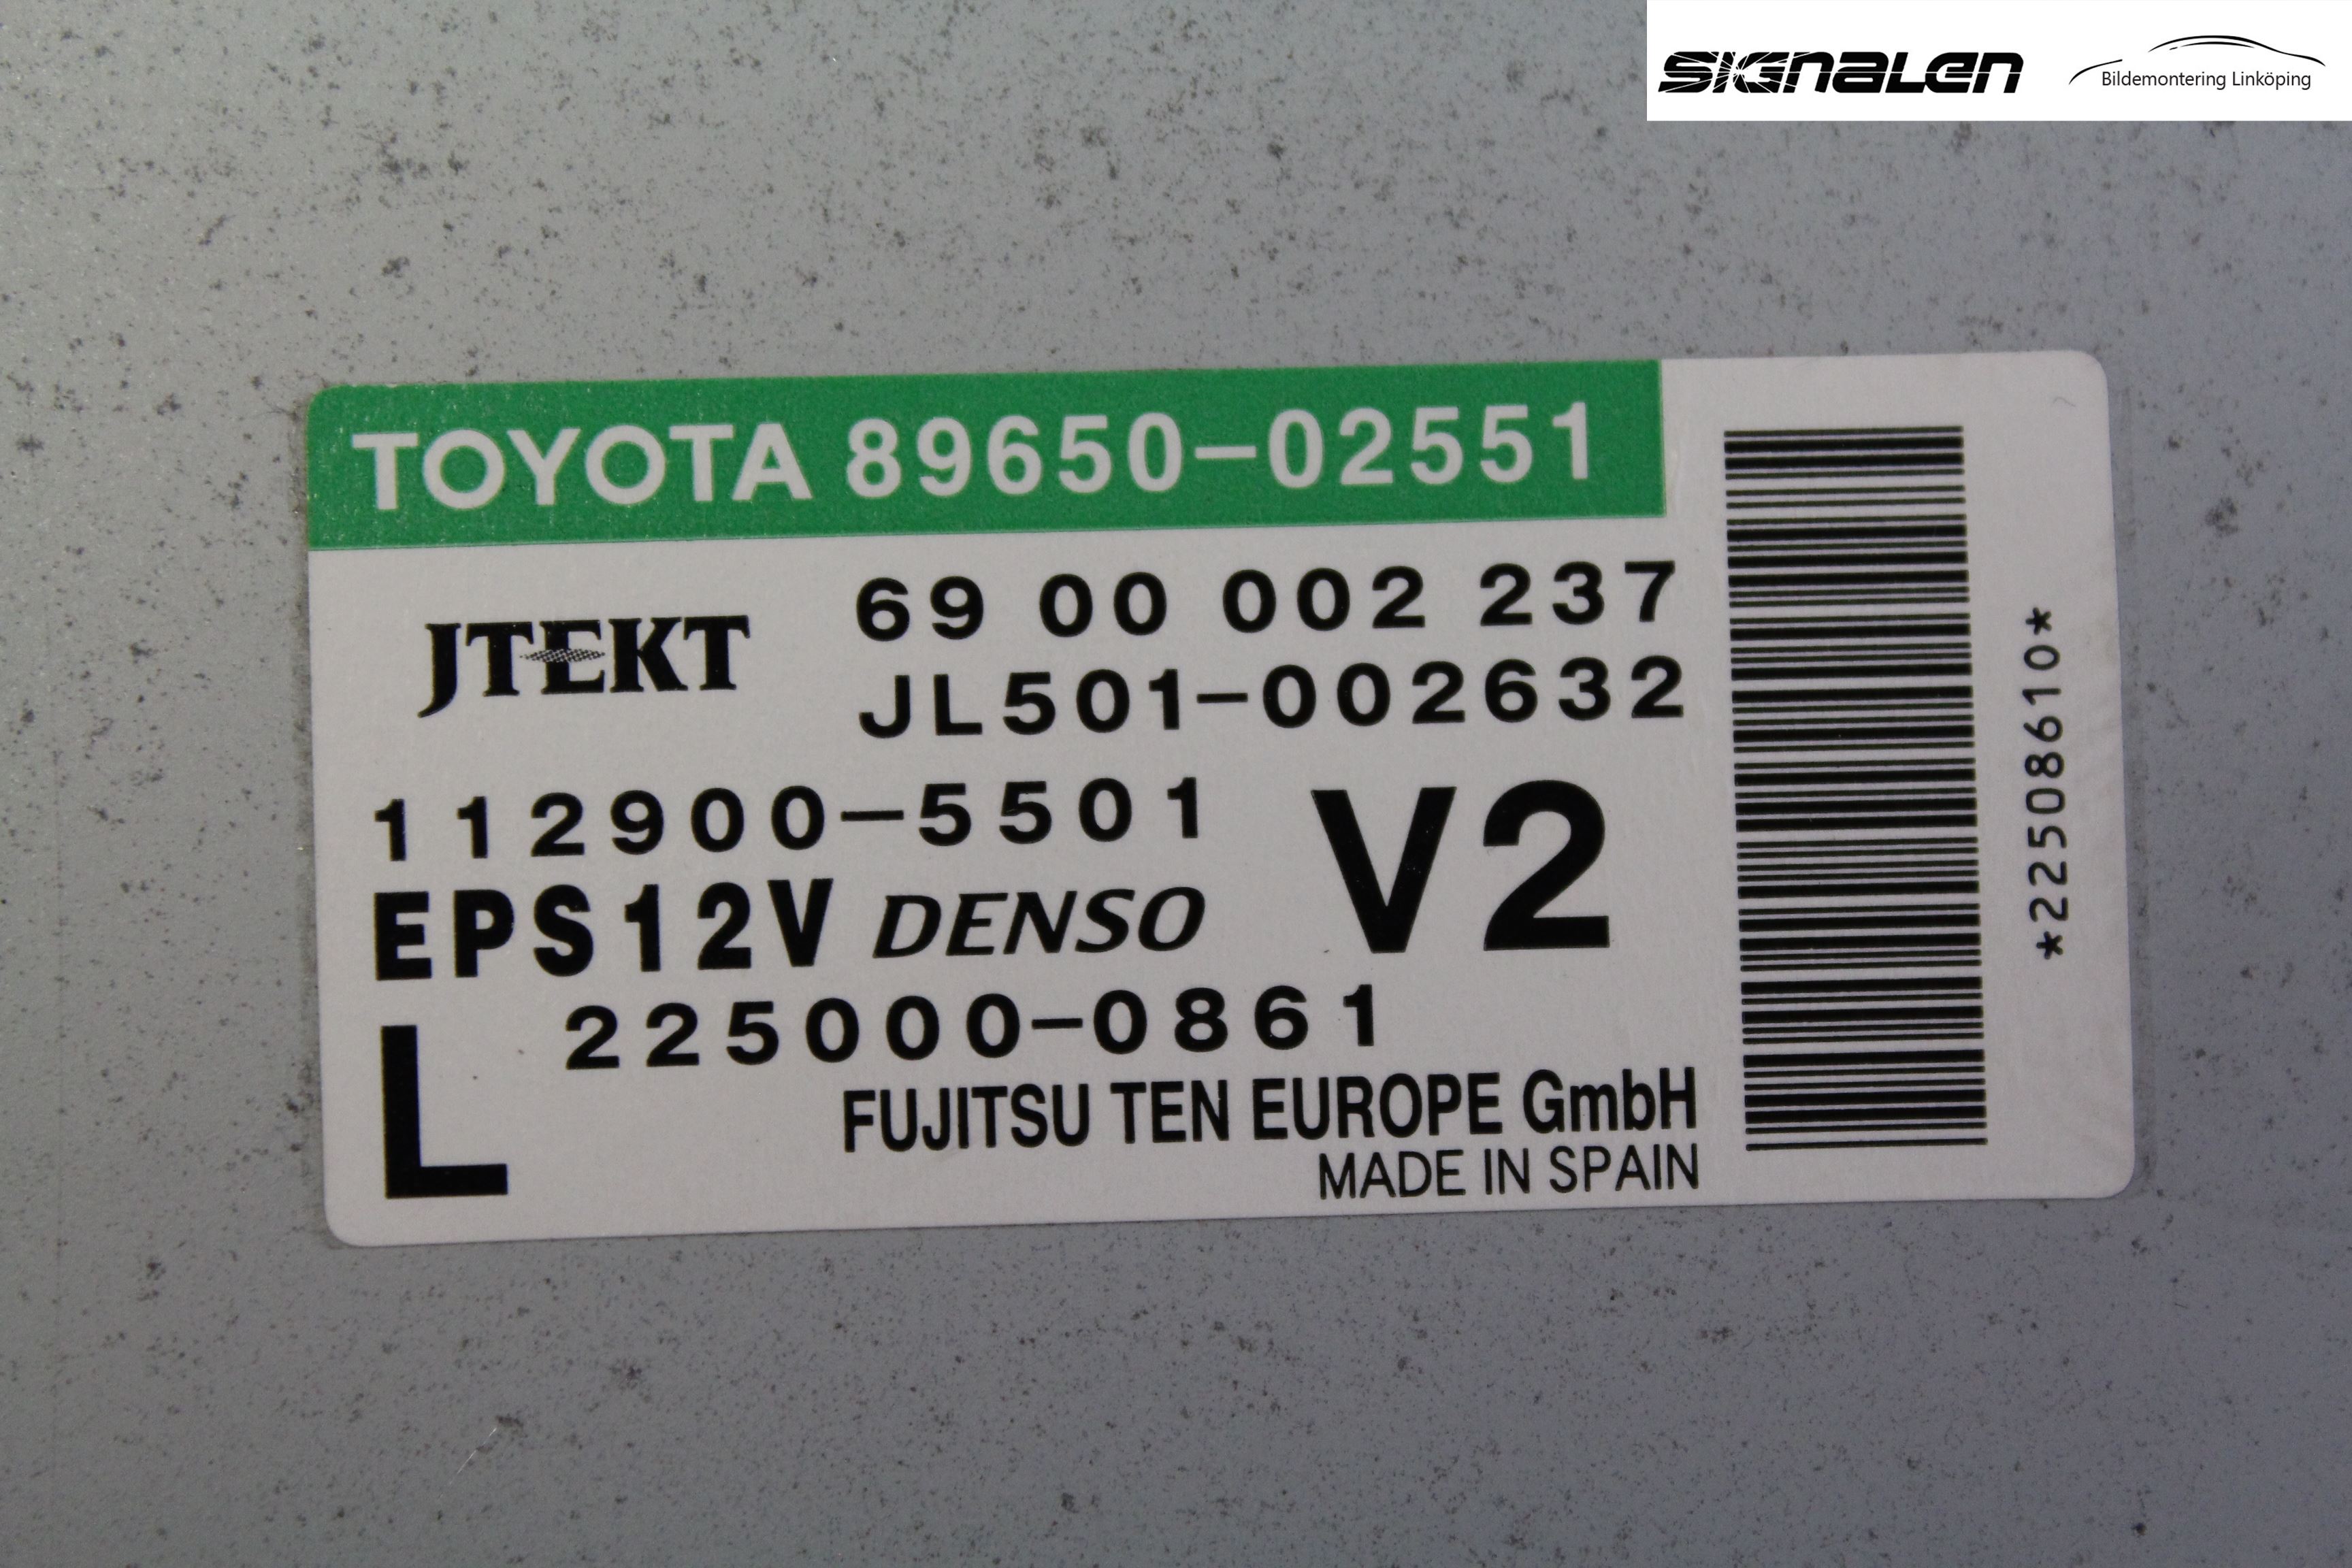 SIGNALEN
Bildemontering Linköping
TOYOTA 89650-02551
JTEKT
69 00 002 237
JL501-002632
112900-5501
V2
EPS12V DENSO
L
225000-0861
FUJITSU TEN EUROPE GmbH
MADE IN SPAIN
*22508610*